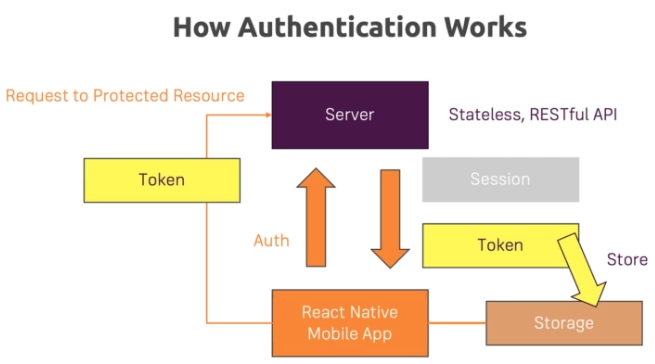 How Authentication Works
Request to Protected Resource
Server
Stateless, RESTful API
Token
Session
Auth
Token
Store
React Native
Mobile App
Storage